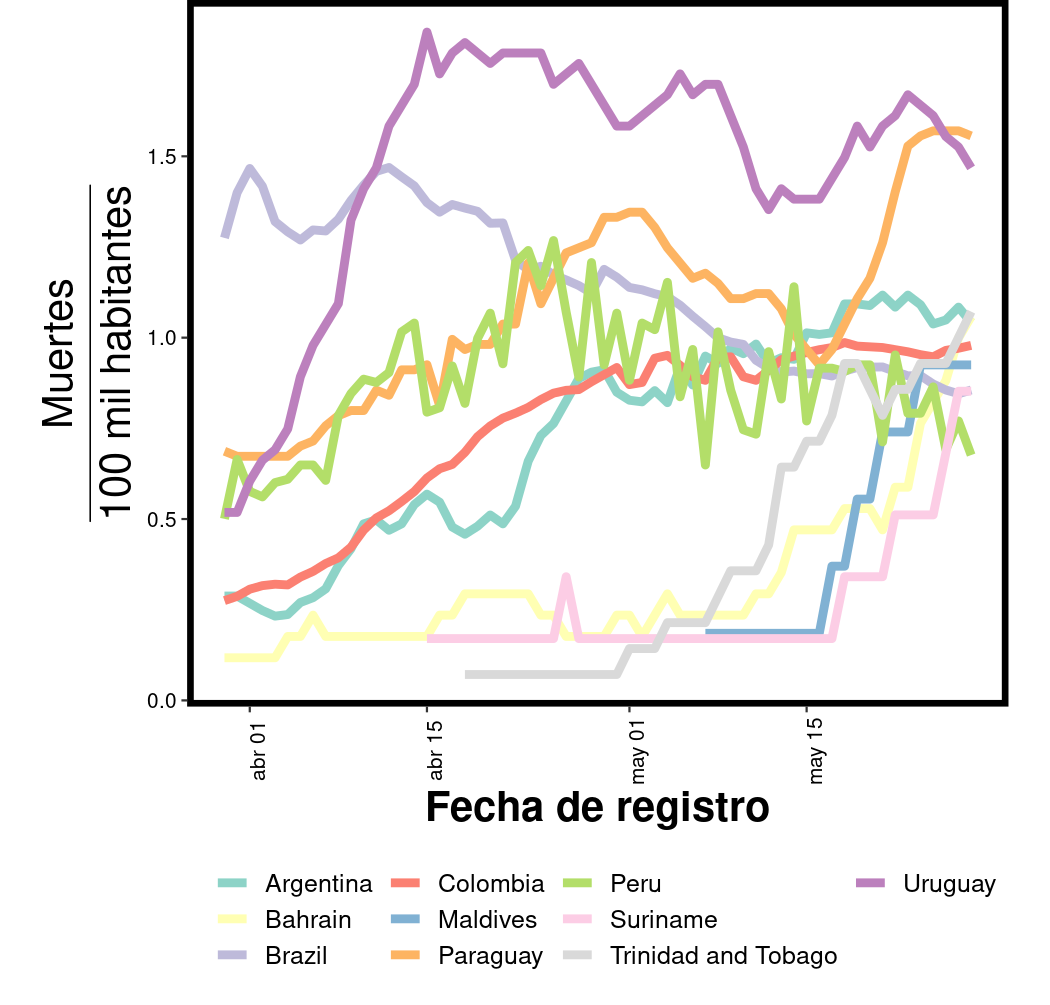 Muertes
100 mil habitantes
1.5
1.0
0.5
0.0
abr 01
abr 15
may 01
may 15
Fecha de registro
Argentina Colombia Peru Uruguay
Bahrain Maldives Suriname
Brazil Paraguay Trinidad and Tobago